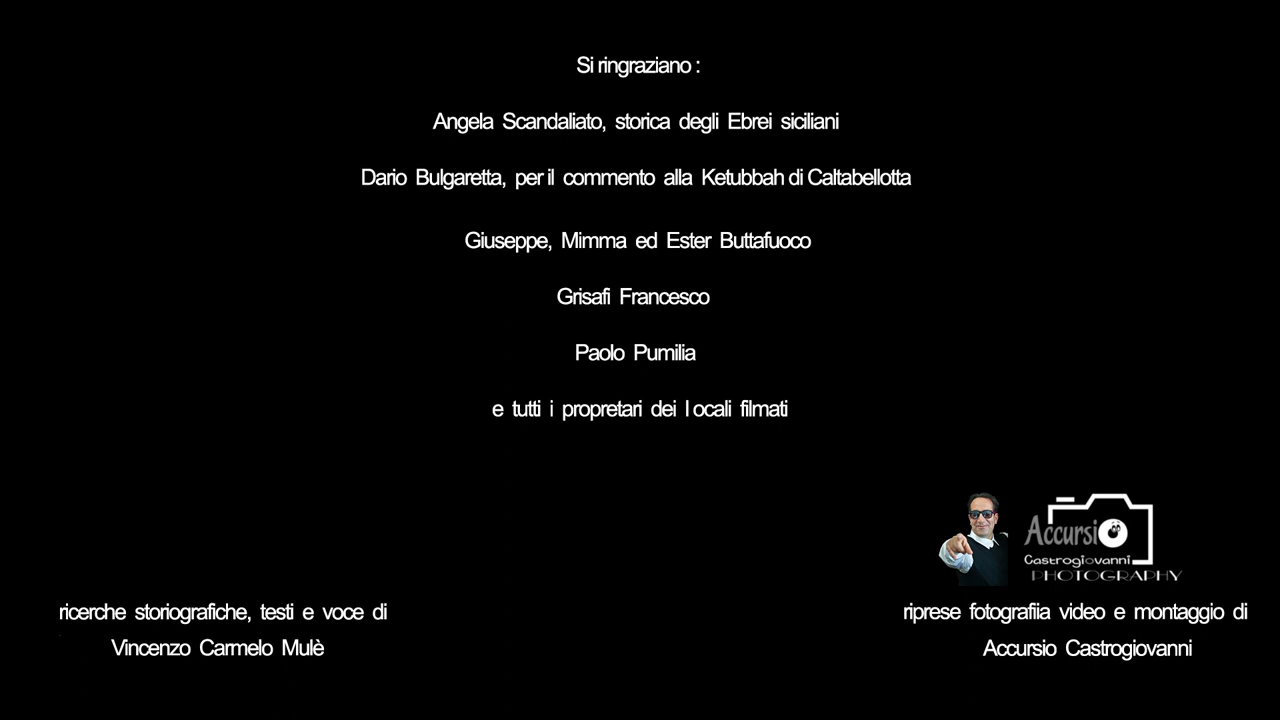 Si ringraziano :
Angela Scandaliato, storica degli Ebrei siciliani
Dario Bulgaretta, per il commento alla Ketubbah di Caltabellotta
Giuseppe, Mimma ed Ester Buttafuoco
Grisafi Francesco
Paolo Pumilia
e tutti i propretari dei locali filmati
Accursio
Castrogiovanni
PHOTOGRAPHY
ricerche storiografiche, testi e voce di
Vincenzo Carmelo Mulè
riprese fotografiia video e montaggio di
Accursio Castrogiovanni